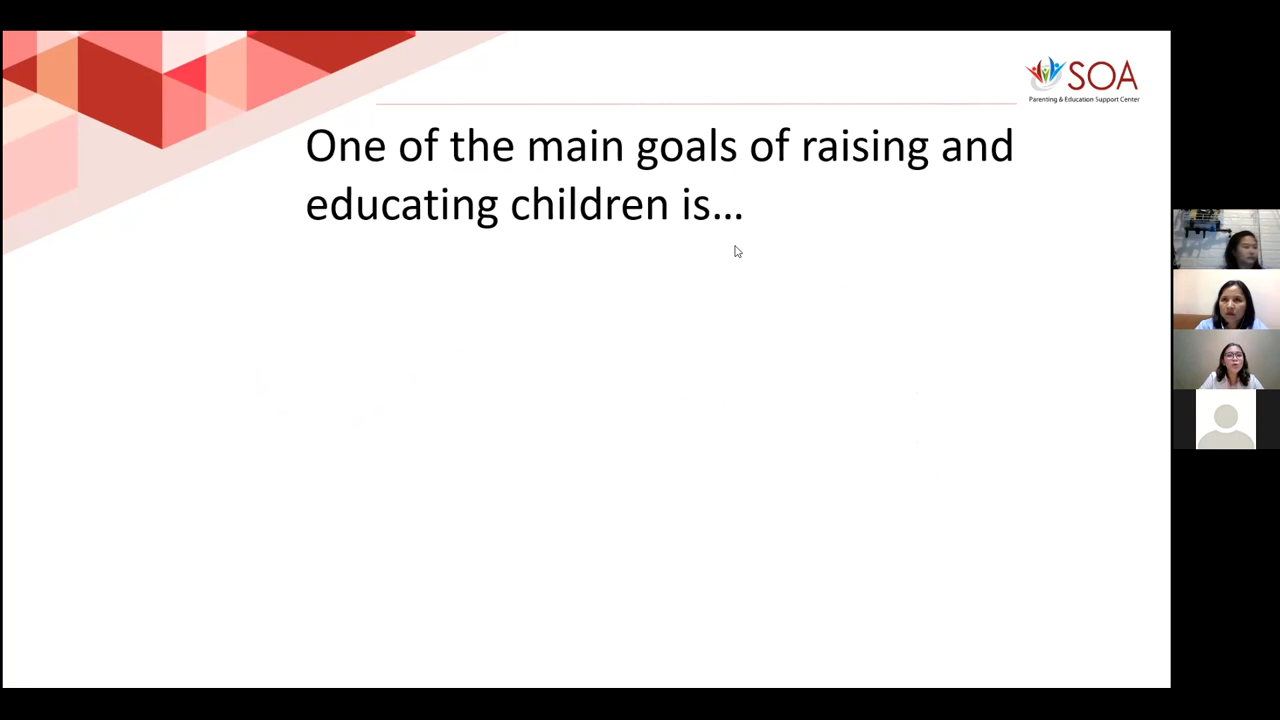 SOA
Parenting & Education Support Center
One of the main goals of raising and
educating children is...